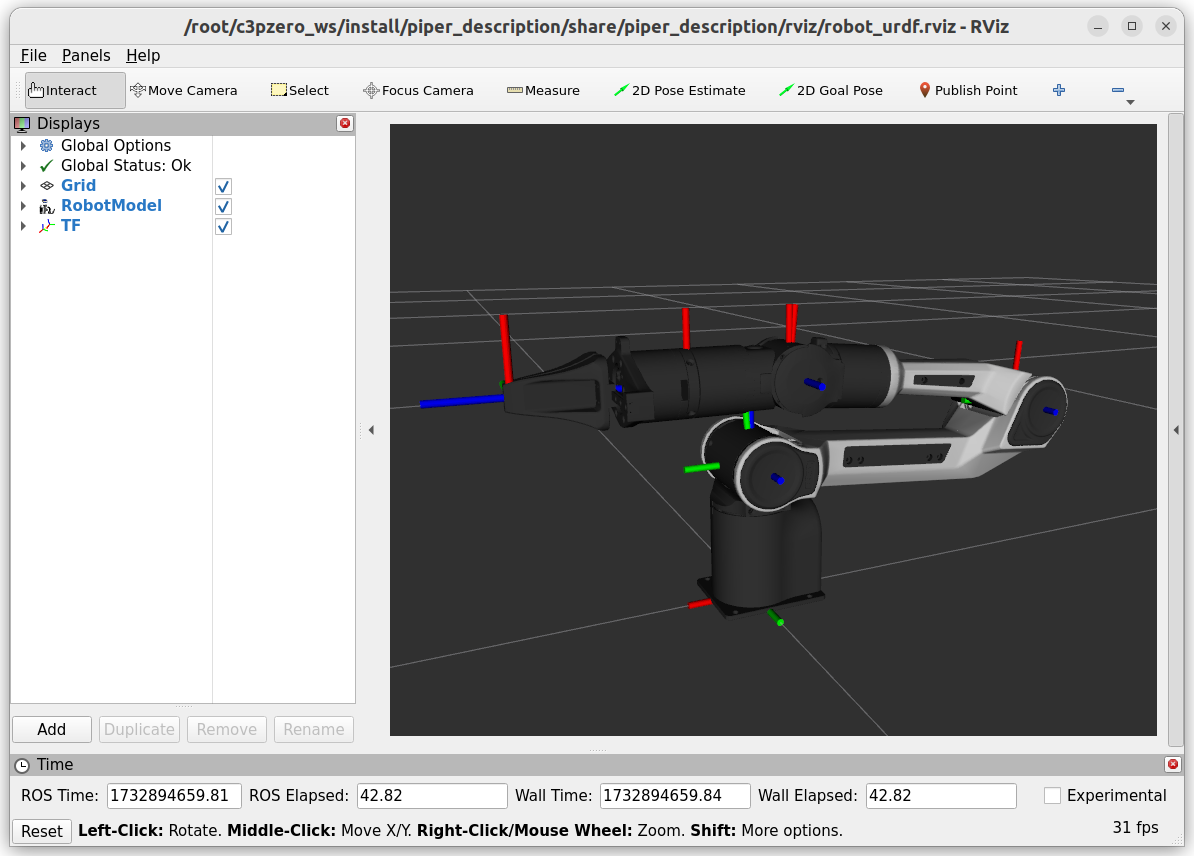 /root/c3pzero_ws/install/piper_description/share/piper_description/rviz/robot_urdf.rviz - RViz
File Panels Help
Interact Move Camera Select Focus Camera Measure 2D Pose Estimate 2D Goal Pose Publish Point
Displays
Global Options
Global Status: Ok
Grid
RobotModel
TF
Add Duplicate Remove Rename
Time
ROS Time: 1732894659.81 ROS Elapsed: 42.82 Wall Time: 1732894659.84 Wall Elapsed: 42.82 Experimental
Reset Left-Click: Rotate. Middle-Click: Move X/Y. Right-Click/Mouse Wheel: Zoom. Shift: More options. 31 fps